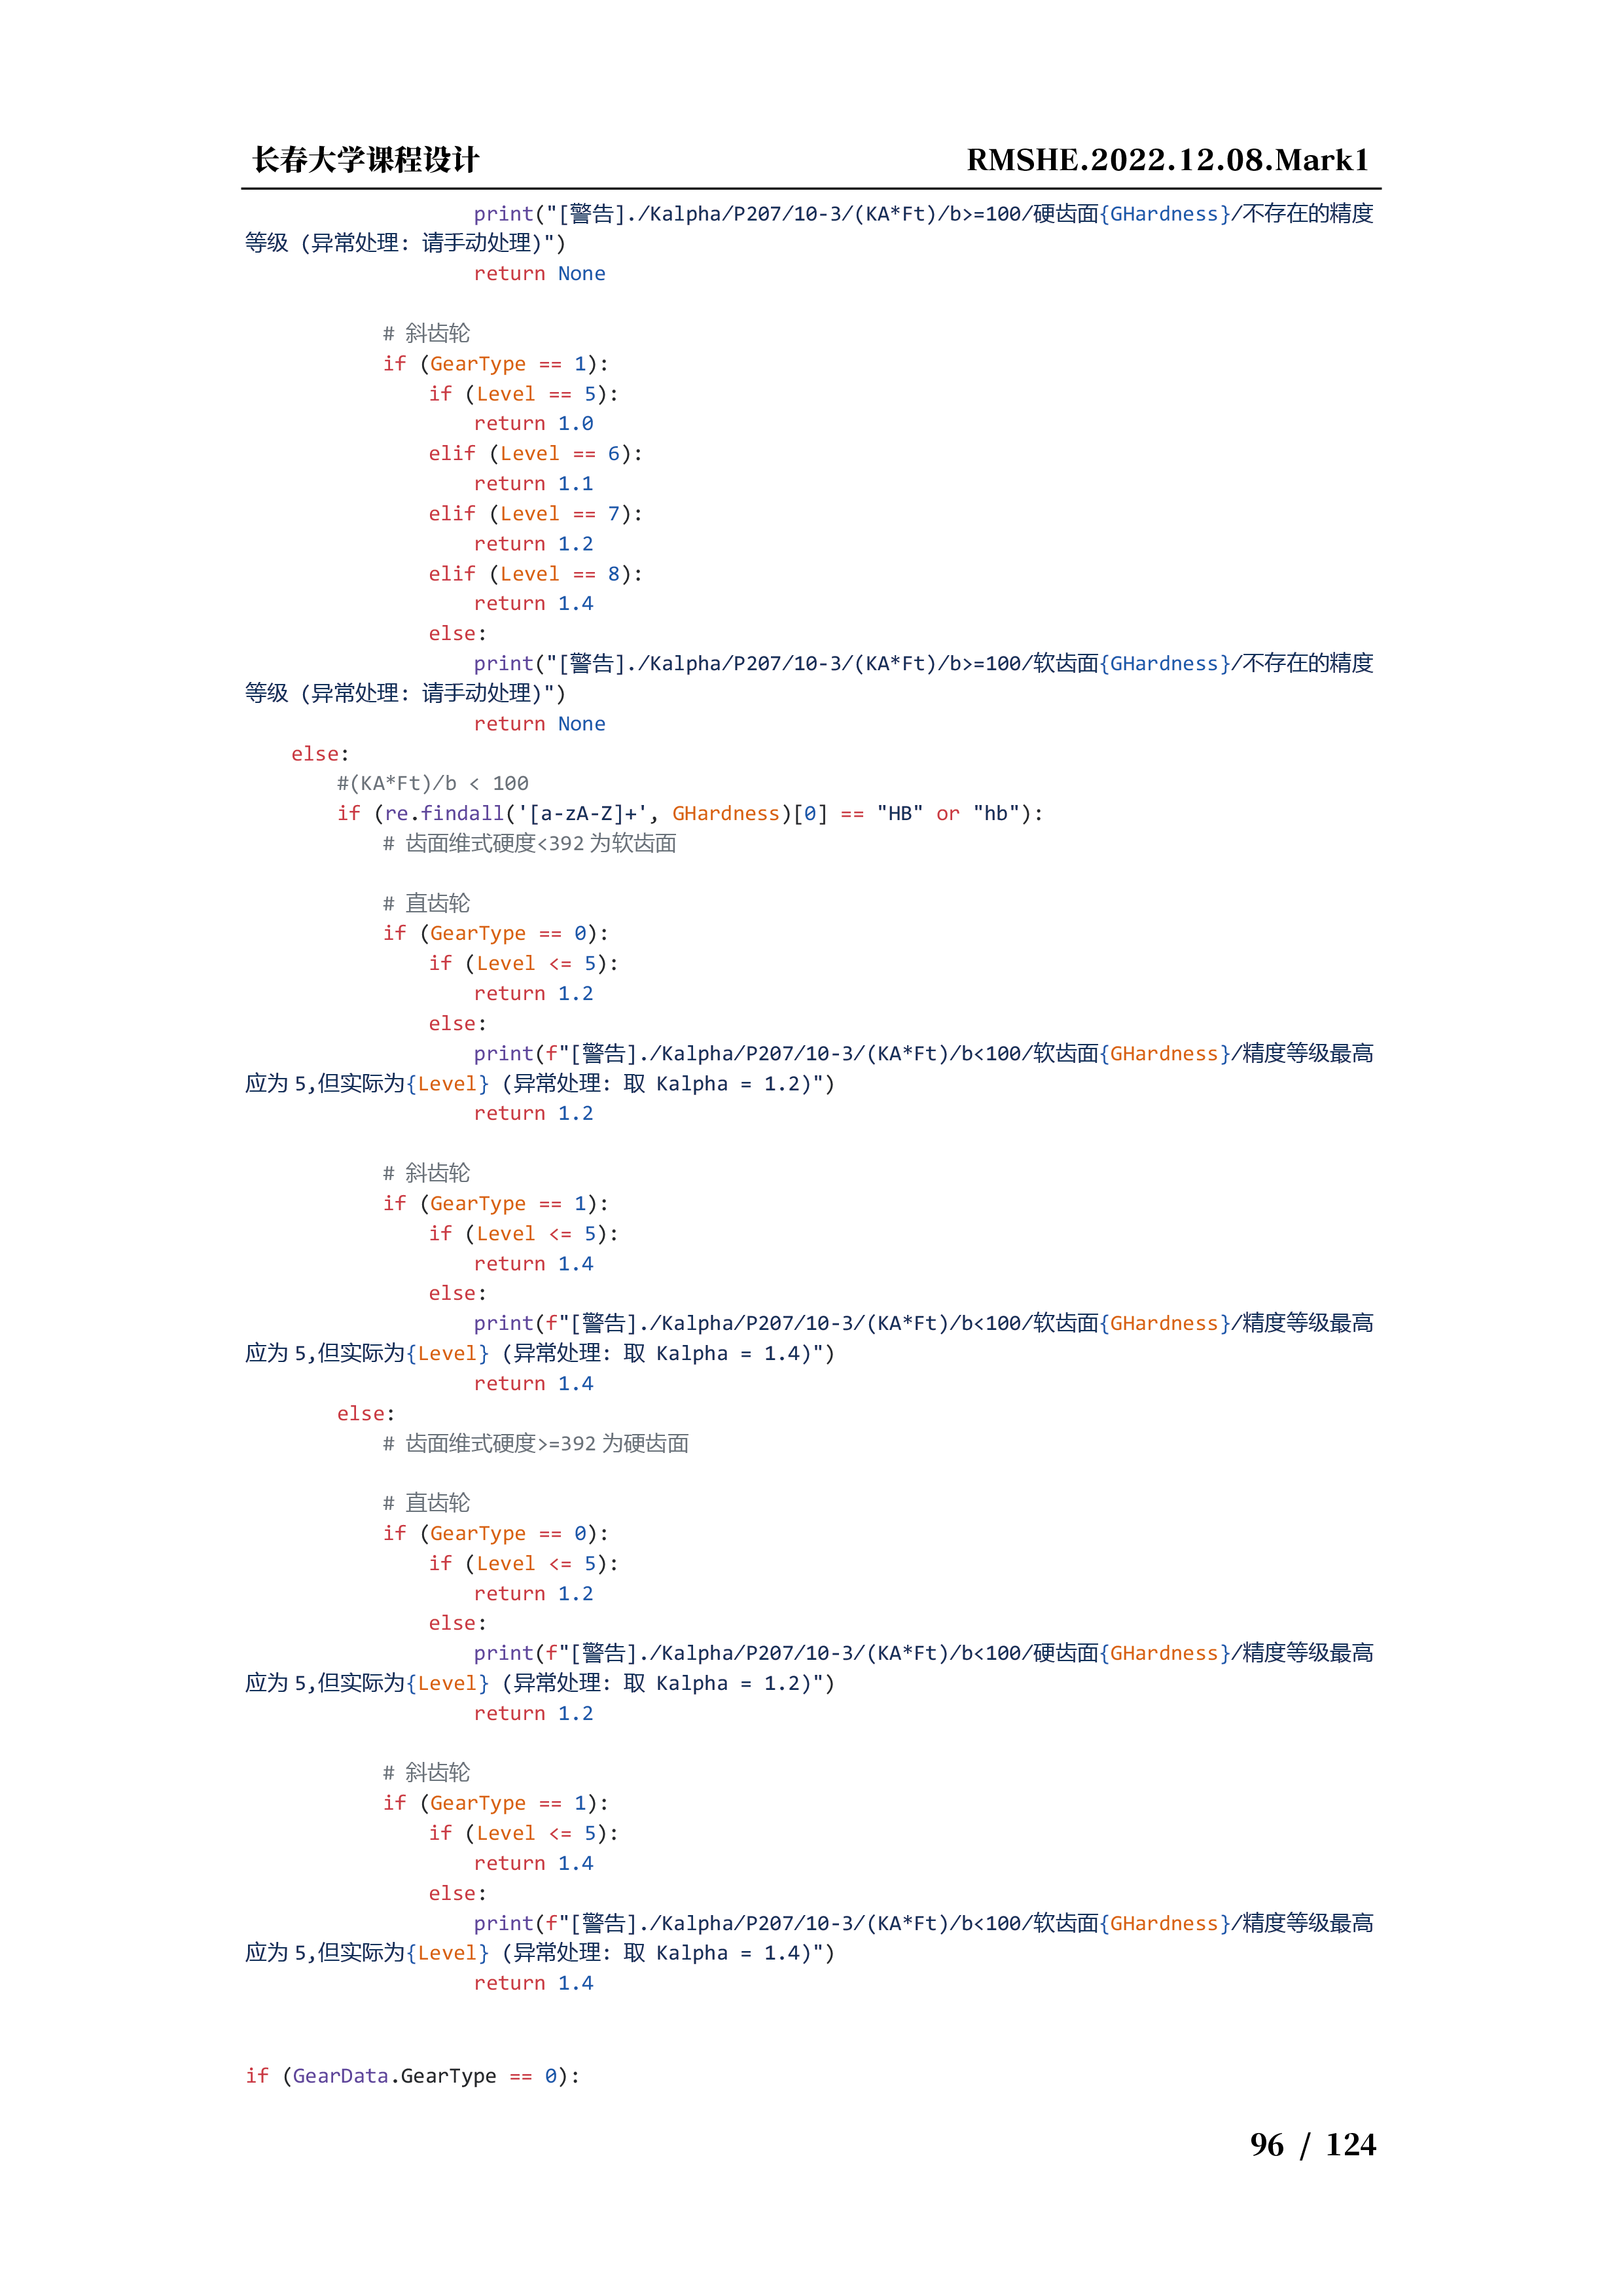 长春大学课程设计
RMSHE.2022.12.08.Mark1
print("[警告]./Kalpha/P207/10-3/(KA*Ft)/b>=100/硬齿面{GHardness}/不存在的精度
等级 (异常处理: 请手动处理)")
return None
# 斜齿轮
if (GearType == 1):
if (Level == 5):
return 1.0
elif (Level == 6):
return 1.1
elif (Level == 7):
return 1.2
elif (Level == 8):
return 1.4
else:
print("[警告]./Kalpha/P207/10-3/(KA*Ft)/b>=100/软齿面{GHardness}/不存在的精度
等级 (异常处理: 请手动处理)")
return None
else:
#(KA*Ft)/b < 100
if (re.findall('[a-zA-Z]+', GHardness)[0] == "HB" or "hb"):
# 齿面维式硬度<392 为软齿面
# 直齿轮
if (GearType == 0):
if (Level <= 5):
return 1.2
else:
print(f"[警告]./Kalpha/P207/10-3/(KA*Ft)/b<100/软齿面{GHardness}/精度等级最高
应为 5,但实际为{Level} (异常处理: 取 Kalpha = 1.2)")
return 1.2
# 斜齿轮
if (GearType == 1):
if (Level <= 5):
return 1.4
else:
print(f"[警告]./Kalpha/P207/10-3/(KA*Ft)/b<100/软齿面{GHardness}/精度等级最高
应为 5,但实际为{Level} (异常处理: 取 Kalpha = 1.4)")
return 1.4
else:
# 齿面维式硬度>=392 为硬齿面
# 直齿轮
if (GearType == 0):
if (Level <= 5):
return 1.2
else:
print(f"[警告]./Kalpha/P207/10-3/(KA*Ft)/b<100/硬齿面{GHardness}/精度等级最高
应为 5,但实际为{Level} (异常处理: 取 Kalpha = 1.2)")
return 1.2
# 斜齿轮
if (GearType == 1):
if (Level <= 5):
return 1.4
else:
print(f"[警告]./Kalpha/P207/10-3/(KA*Ft)/b<100/软齿面{GHardness}/精度等级最高
应为 5,但实际为{Level} (异常处理: 取 Kalpha = 1.4)")
return 1.4
if (GearData.GearType == 0):
96 / 124